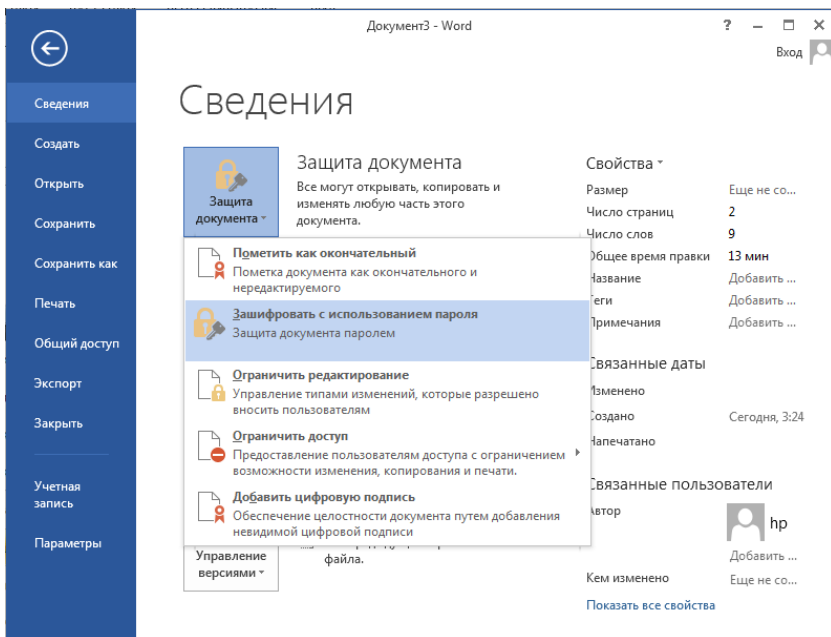 Документ3 - Word
Вход
Сведения
Создать
Открыть
Сохранить
Сохранить как
Печать
Общий доступ
Экспорт
Закрыть
Учетная
запись
Параметры
Сведения
Защита
документа
Защита документа
Все могут открывать, копировать и
изменять любую часть этого
документа.
Пометить как окончательный
Пометка документа как окончательного и
нередактируемого
Зашифровать с использованием пароля
Защита документа паролем
Ограничить редактирование
Управление типами изменений, которые разрешено
вносить пользователям
Ограничить доступ
Предоставление пользователям доступа с ограничением
возможности изменения, копирования и печати.
Добавить цифровую подпись
Обеспечение целостности документа путем добавления
невидимой цифровой подписи
Управление
версиями
файла.
Свойства
Размер Еще не со...
Число страниц 2
Число слов 9
Общее время правки 13 мин
Название Добавить ...
Теги Добавить ...
Примечания Добавить ...
Связанные даты
Изменено
Создано Сегодня, 3:24
Напечатано
Связанные пользователи
Автор
hp
Добавить ...
Кем изменено Еще не со...
Показать все свойства